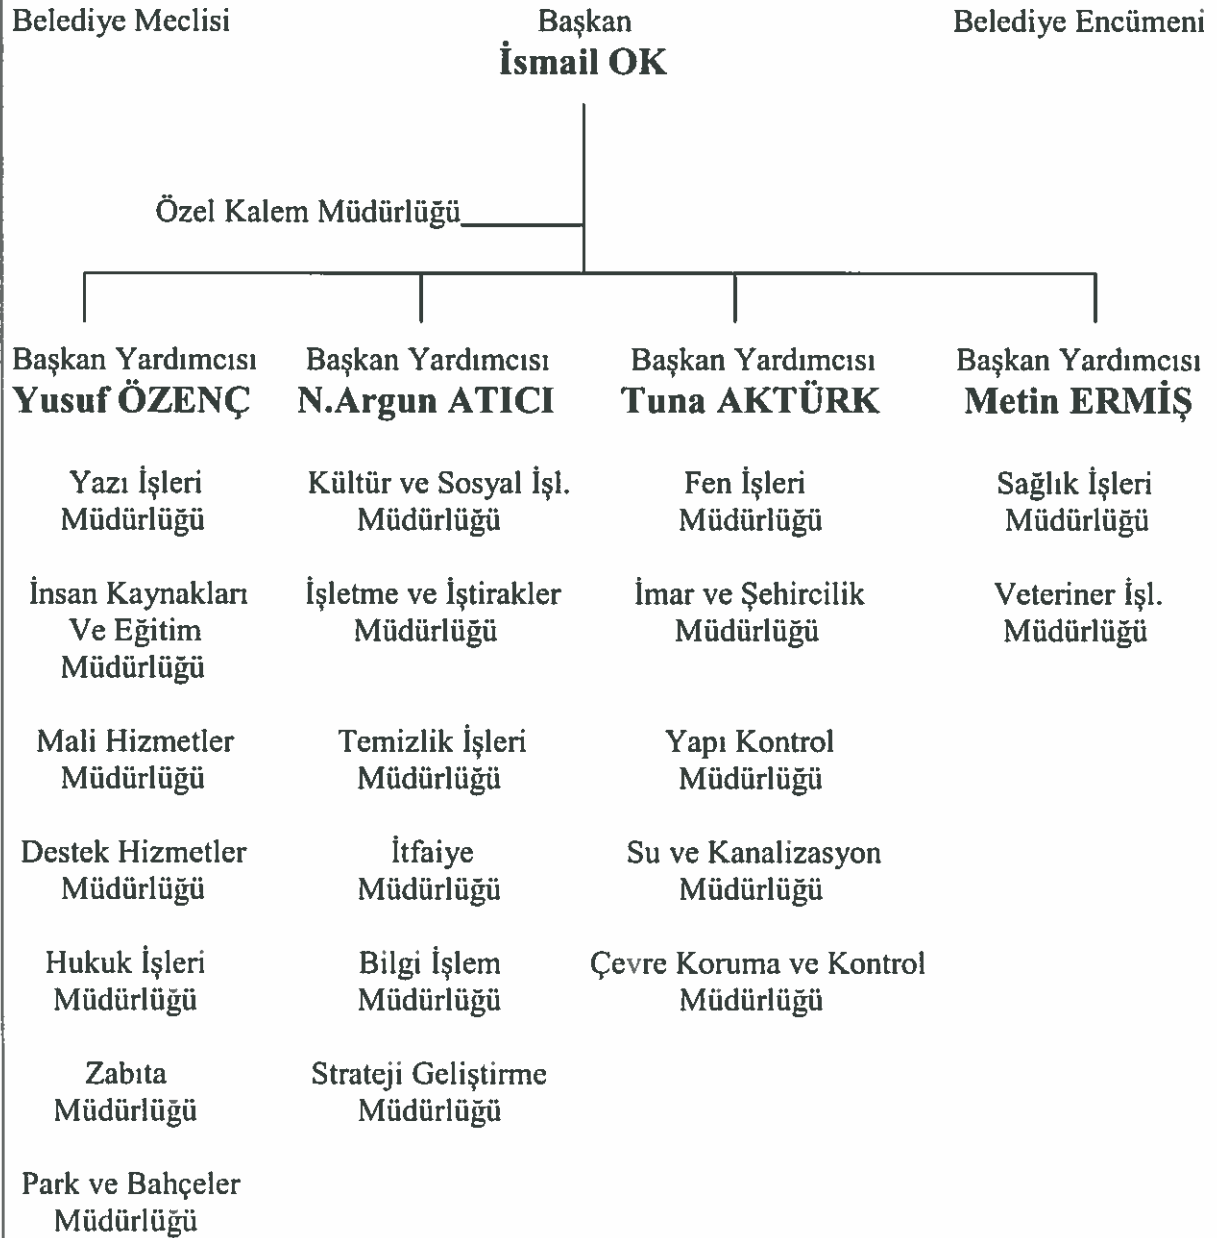 Belediye Meclisi
Başkan
Belediye Encümeni
İsmail OK
Özel Kalem Müdürlüğü
Başkan Yardımcısı
Yusuf ÖZENÇ
Yazı İşleri
Müdürlüğü
İnsan Kaynakları
Ve Eğitim
Müdürlüğü
Mali Hizmetler
Müdürlüğü
Destek Hizmetler
Müdürlüğü
Hukuk İşleri
Müdürlüğü
Zabıta
Müdürlüğü
Park ve Bahçeler
Müdürlüğü
Başkan Yardımcısı
N.Argun ATICI
Kültür ve Sosyal İşl.
Müdürlüğü
İşletme ve İştirakler
Müdürlüğü
Temizlik İşleri
Müdürlüğü
İtfaiye
Müdürlüğü
Bilgi İşlem
Müdürlüğü
Strateji Geliştirme
Müdürlüğü
Başkan Yardımcısı
Tuna AKTÜRK
Fen İşleri
Müdürlüğü
İmar ve Şehircilik
Müdürlüğü
Yapı Kontrol
Müdürlüğü
Su ve Kanalizasyon
Müdürlüğü
Çevre Koruma ve Kontrol
Müdürlüğü
Başkan Yardımcısı
Metin ERMİŞ
Sağlık İşleri
Müdürlüğü
Veteriner İşl.
Müdürlüğü